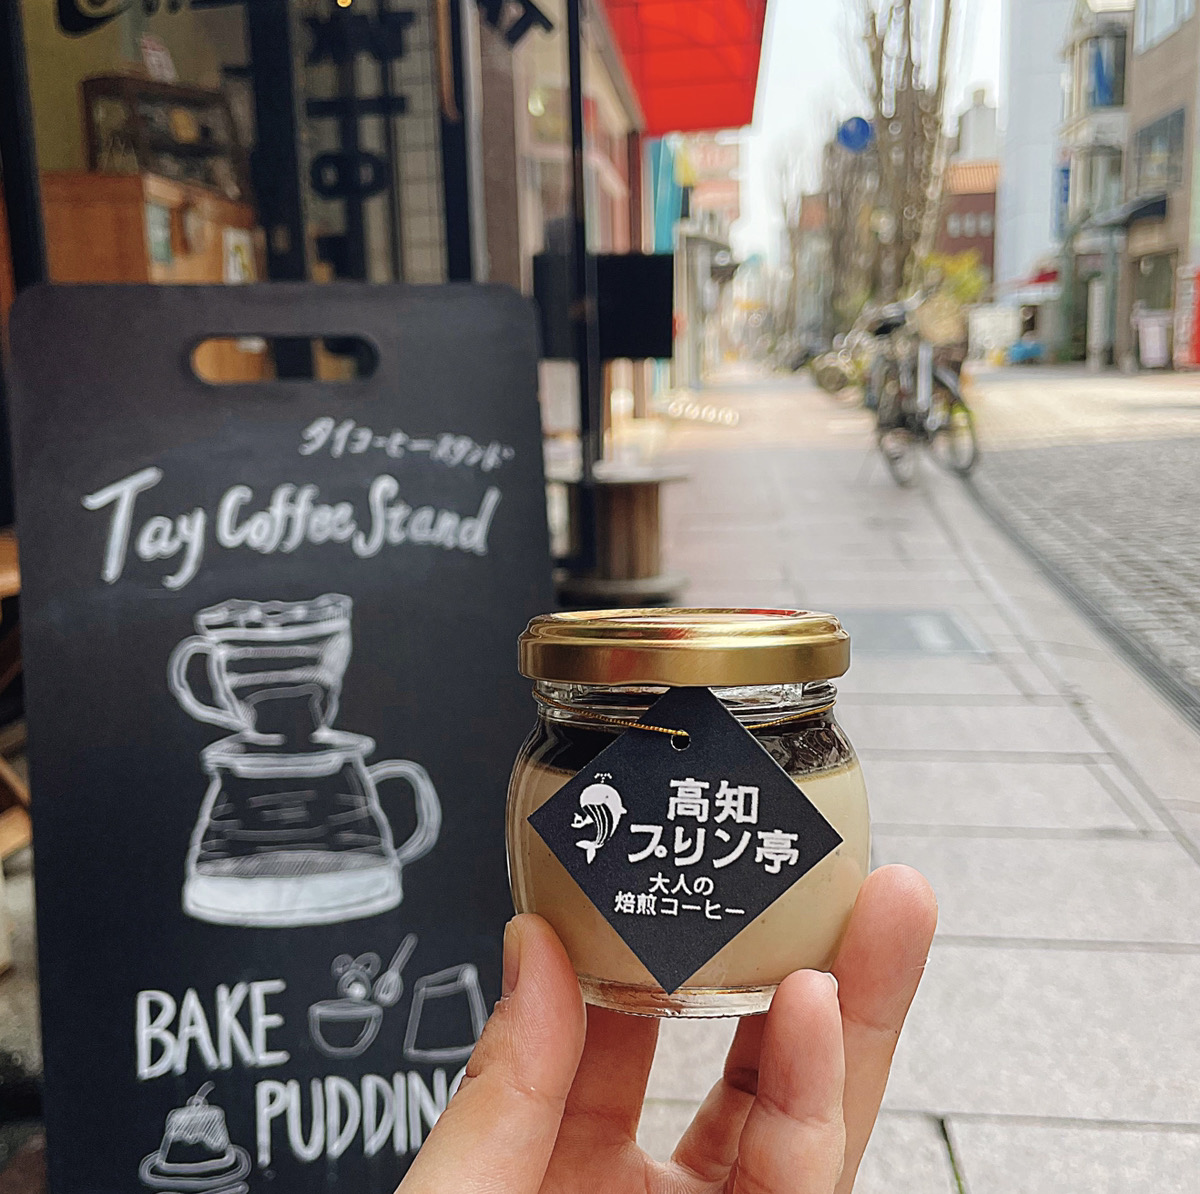 タイコーヒースタンド
Tay Coffee Stand
BAKE
PUDDING
高知
プリン亭
大人の
焙煎コーヒー